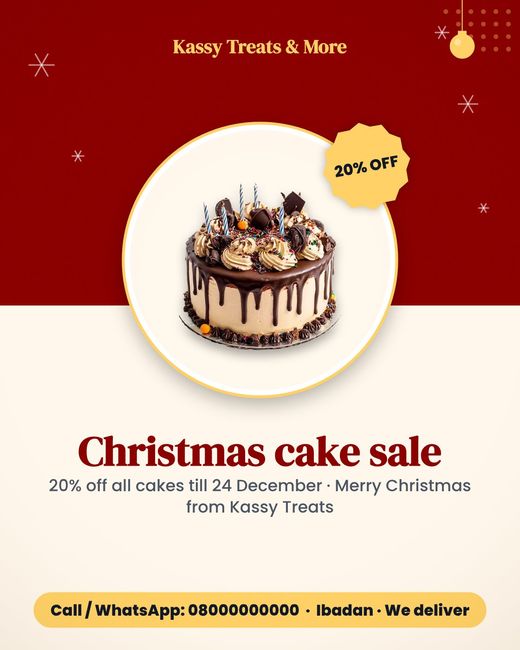 Kassy Treats & More
20% OFF
Christmas cake sale
20% off all cakes till 24 December · Merry Christmas
from Kassy Treats
Call / WhatsApp: 08000000000 · Ibadan · We deliver